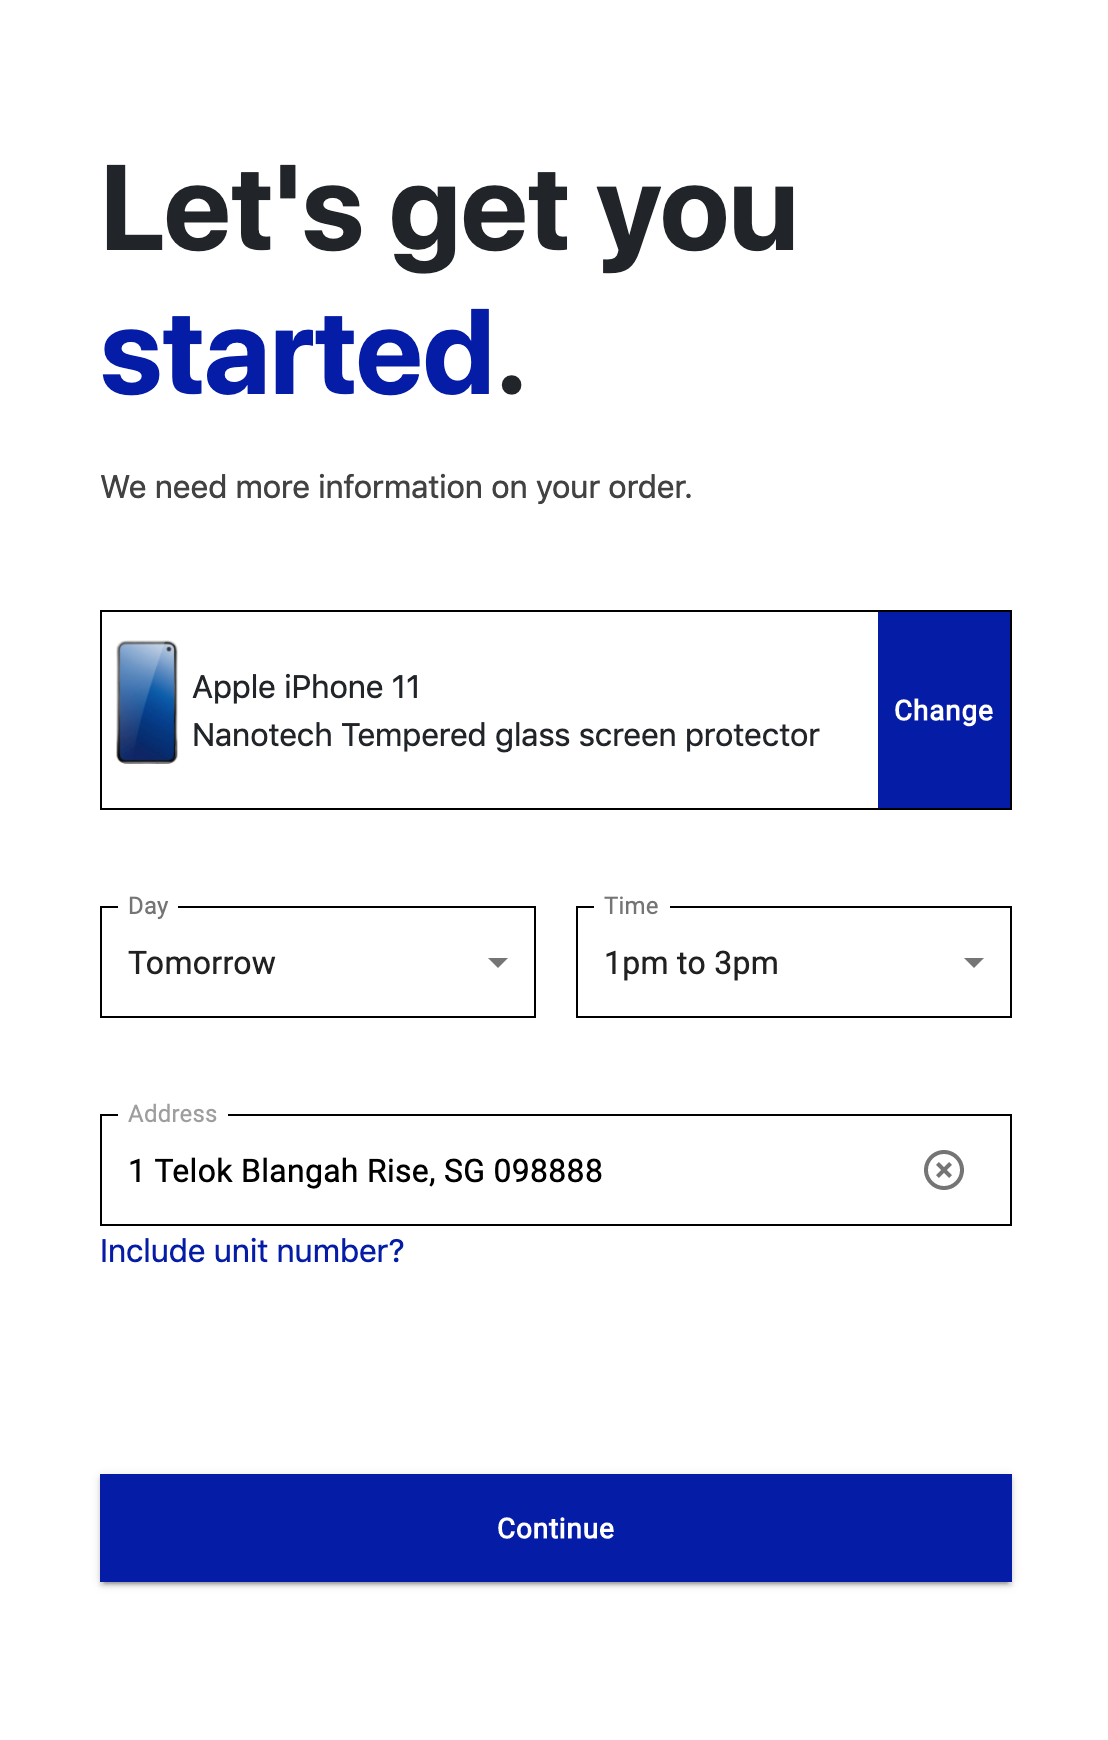 Let's get you
started.
We need more information on your order.
Apple iPhone 11
Nanotech Tempered glass screen protector
Change
Day
Tomorrow
Time
1pm to 3pm
Address
1 Telok Blangah Rise, SG 098888
Include unit number?
Continue